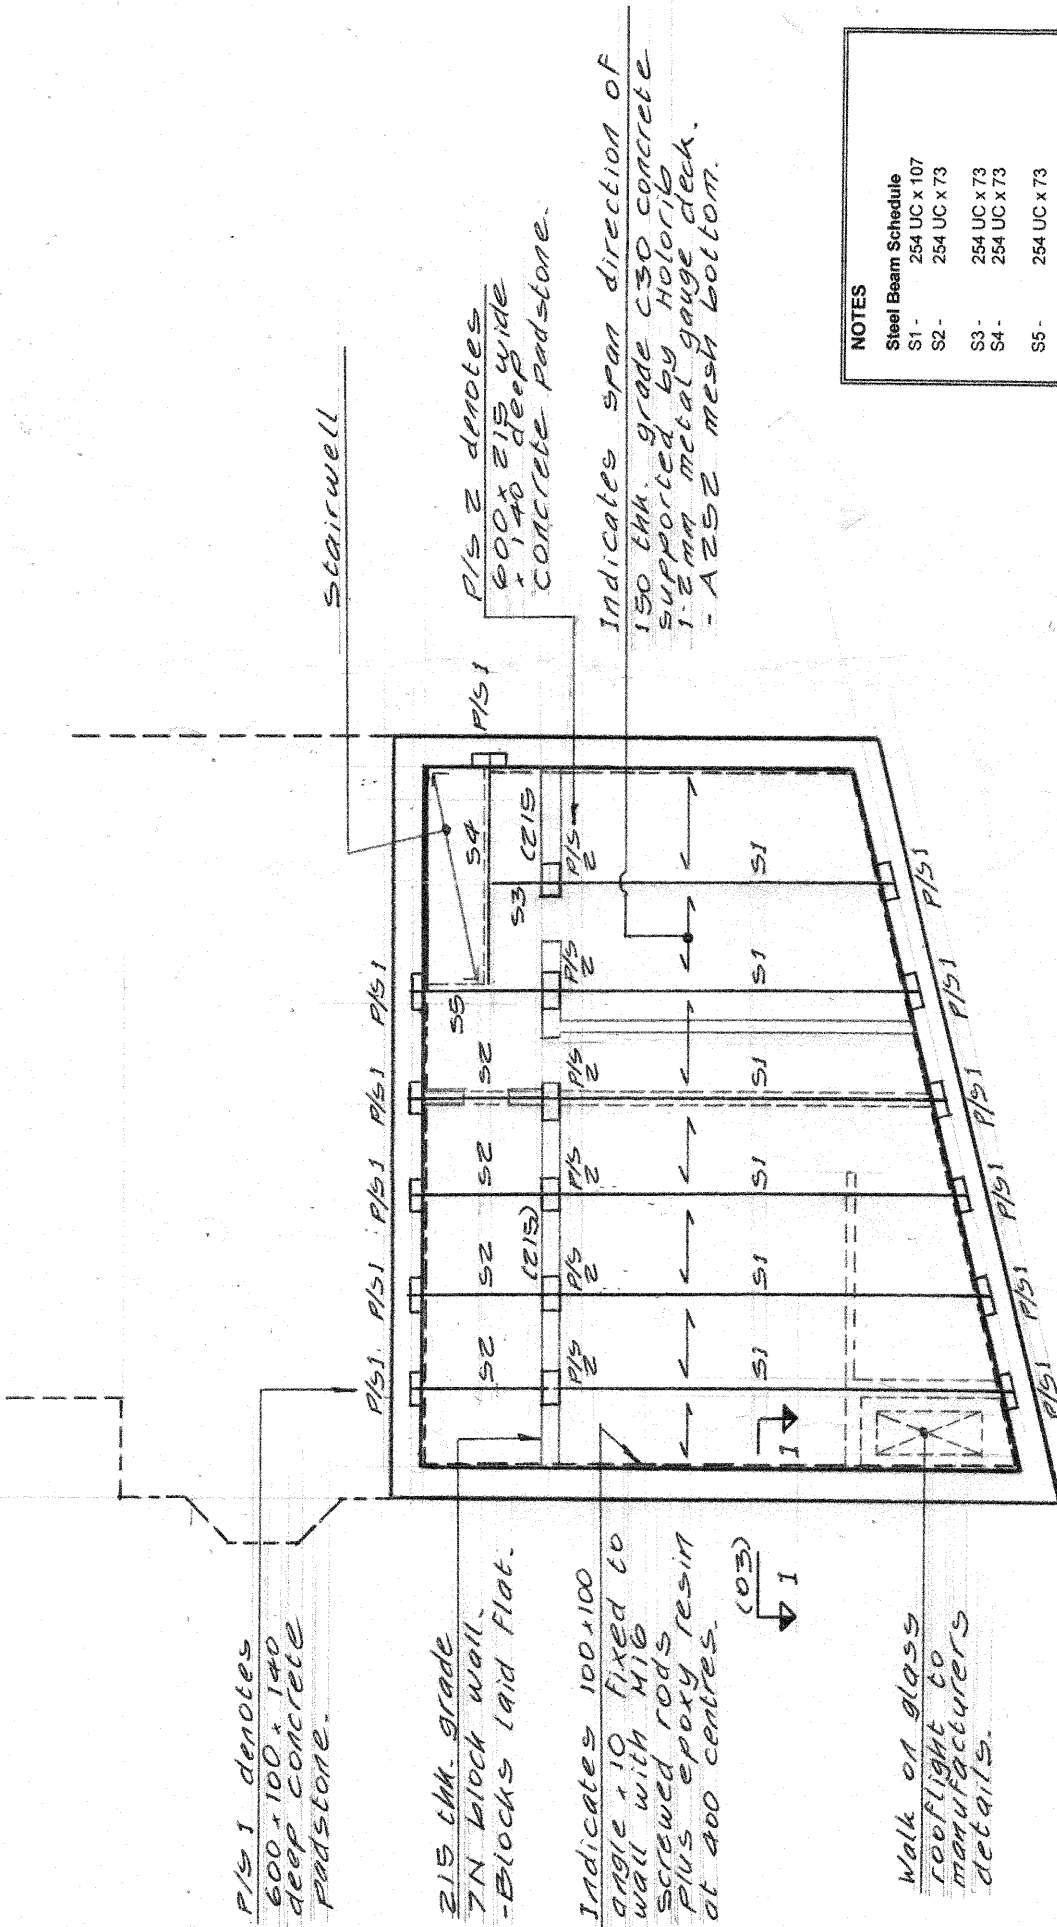 P/S 1 denotes
600 x 100 x 140
deep concrete
padstone.
215 thk. grade
7N block wall.
-Blocks laid flat.
Indicates 100x100
angle x 10 fixed to
wall with M16
screwed rods
plus epoxy resin
at 400 centres.
(03)
1
1
Walk on glass
rooflight to
manufacturers
details.
P/S1
P/S1
P/S1
P/S1
P/S1
S2
S2
S2
S2
S5
S3
S4
P/S1
(215)
(215)
P/S
2
P/S
2
P/S
2
P/S
2
P/S
2
P/S
2
S1
S1
S1
S1
S1
S1
P/S1
P/S1
P/S1
P/S1
P/S1
P/S1
Stairwell
P/S 2 denotes
600 x 215 wide
x 140 deep
concrete padstone.
Indicates span direction of
150 thk. grade C30 concrete
supported by Holorib
1.2mm metal gauge deck.
- A252 mesh bottom.
NOTES
Steel Beam Schedule
S1 - 254 UC x 107
S2 - 254 UC x 73
S3 - 254 UC x 73
S4 - 254 UC x 73
S5 - 254 UC x 73